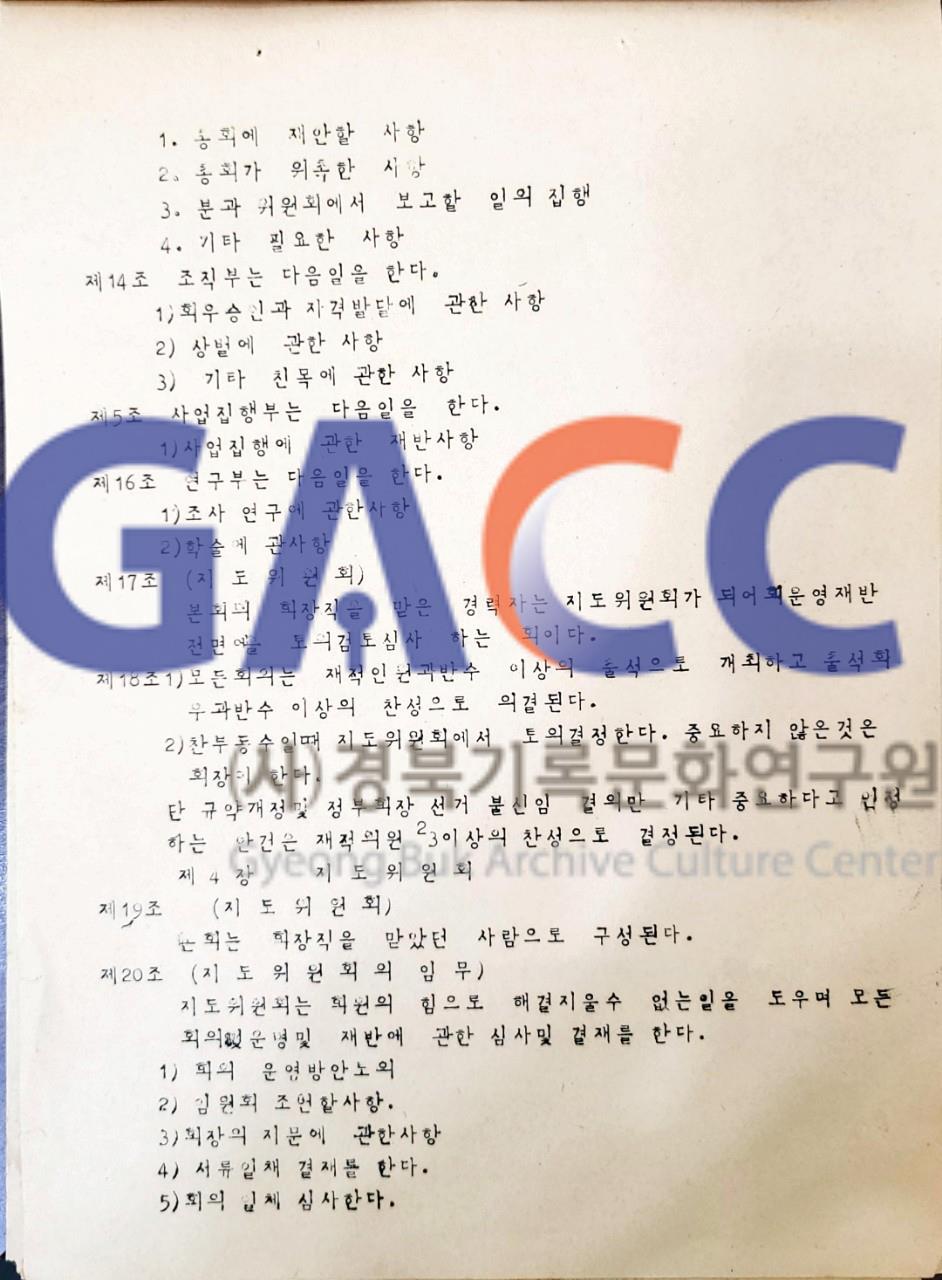 1. 총회에 재안할 사항
2. 총회가 위촉한 사항
3. 분과 위원회에서 보고할 일의 집행
4. 기타 필요한 사항
제14조 조직부는 다음일을 한다.
1)회우승인과 자격발달에 관한 사항
2) 상벌에 관한 사항
3) 기타 친목에 관한 사항
제5조 사업집행부는 다음일을 한다.
1)사업집행에 관한 재반사항
제16조 연구부는 다음일을 한다.
1)조사 연구에 관한사항
2)학술에 관사항
제17조 (지 도 위 원 회)
본회의 회장직을 맡은 경력자는 지도위원회가 되어회운영재반
전면에 토의검토심사 하는 회이다.
제18조1)모든회의는 재적인원과반수 이상의 출석으로 개최하고 출석회
우과반수 이상의 찬성으로 의결된다.
2)찬부동수일때 지도위원회에서 토의결정한다. 중요하지 않은것은
회장이 한다.
단 규약개정및 정부회장 선거 불신임 결의만 기타 중요하다고 인정
하는 안건은 재적의원 23이상의 찬성으로 결정된다.
제 4 장 지 도 위 원 회
제19조 (지 도 위 원 회)
본회는 회장직을 맏았던 사람으로 구성된다.
제20조 (지 도 위 원 회 의 임 무)
지도위원회는 회원의 힘으로 해결지울수 없는일을 도우며 모든
회의 운영및 재반에 관한 심사및 결재를 한다.
1) 회의 운영방안노의
2) 임원회 조언할사항.
3)회장의 지문에 관한사항
4) 서류일채 결재를 한다.
5)회의 일체 심사한다.
GACC
(사)경북기록문화연구원
Gyeong Buk Archive Culture Center